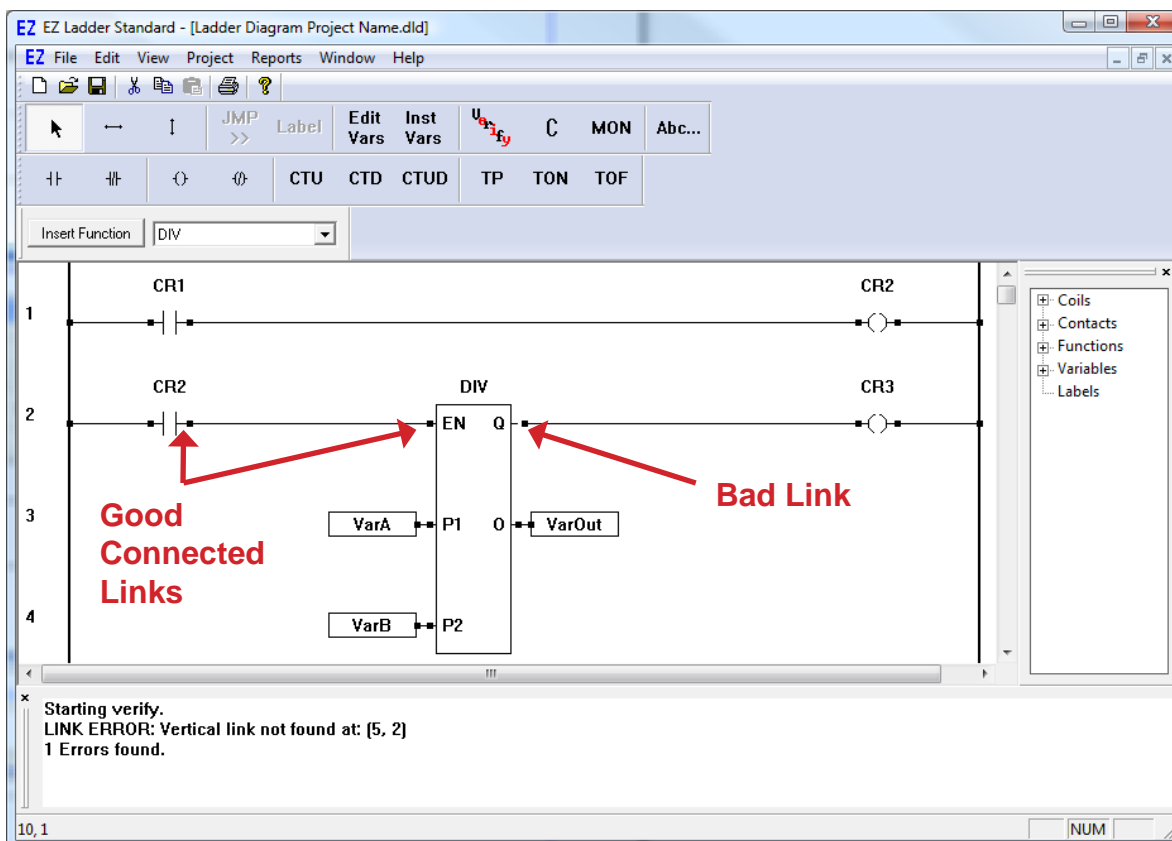 EZ EZ Ladder Standard - [Ladder Diagram Project Name.dld]
EZ File Edit View Project Reports Window Help
JMP >> Label Edit Vars Inst Vars Verify C MON Abc...
CTU CTD CTUD TP TON TOF
Insert Function DIV
CR1 CR2
1
CR2 DIV CR3
2 EN Q
Good Connected Links
Bad Link
3 VarA P1 O VarOut
4 VarB P2
Coils
Contacts
Functions
Variables
Labels
Starting verify.
LINK ERROR: Vertical link not found at: (5, 2)
1 Errors found.
10, 1 NUM